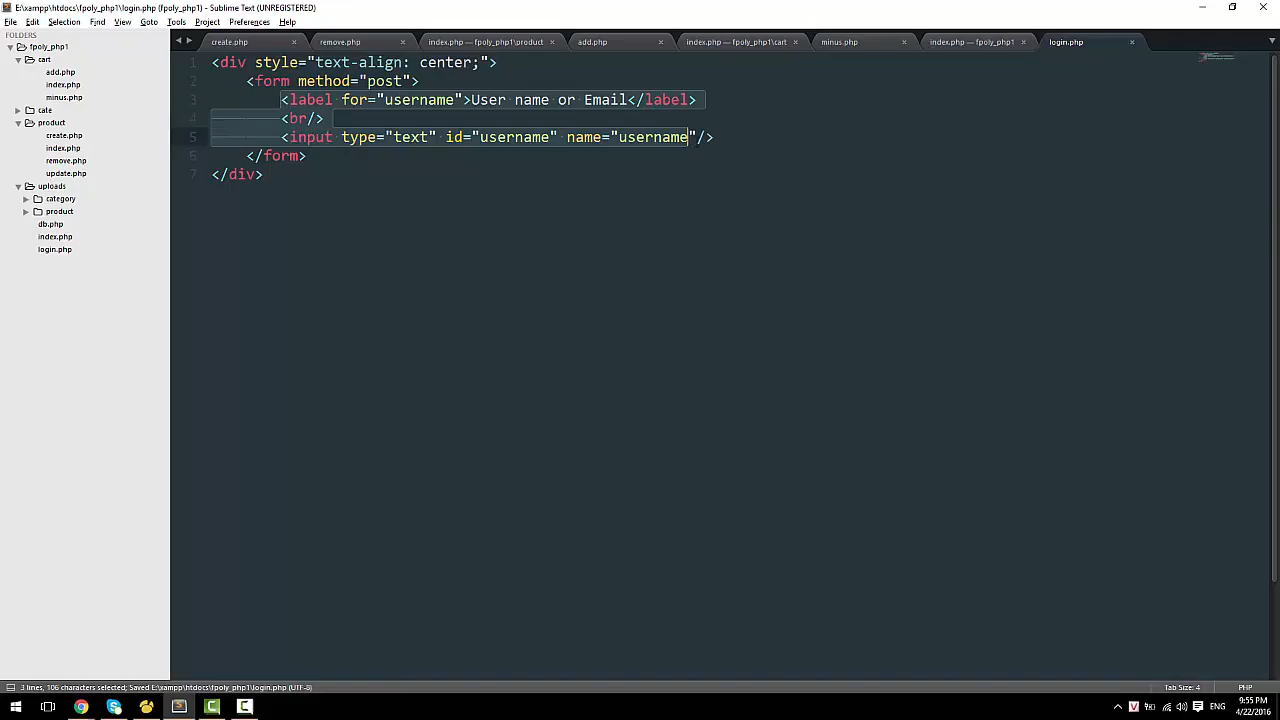 E:\xampp\htdocs\fpoly_php1\login.php (fpoly_php1) - Sublime Text (UNREGISTERED)
File Edit Selection Find View Goto Tools Project Preferences Help
FOLDERS
fpoly_php1
cart
add.php
index.php
minus.php
cate
product
create.php
index.php
remove.php
update.php
uploads
category
product
db.php
index.php
login.php
create.php remove.php index.php — fpoly_php1\product add.php index.php — fpoly_php1\cart minus.php index.php — fpoly_php1 login.php
1 <div style="text-align: center;">
2 <form method="post">
3 <label for="username">User name or Email</label>
4 <br/>
5 <input type="text" id="username" name="username"/>
6 </form>
7 </div>
3 lines, 106 characters selected; Saved E:\xampp\htdocs\fpoly_php1\login.php (UTF-8) Tab Size: 4 PHP
ENG
9:55 PM
4/22/2016